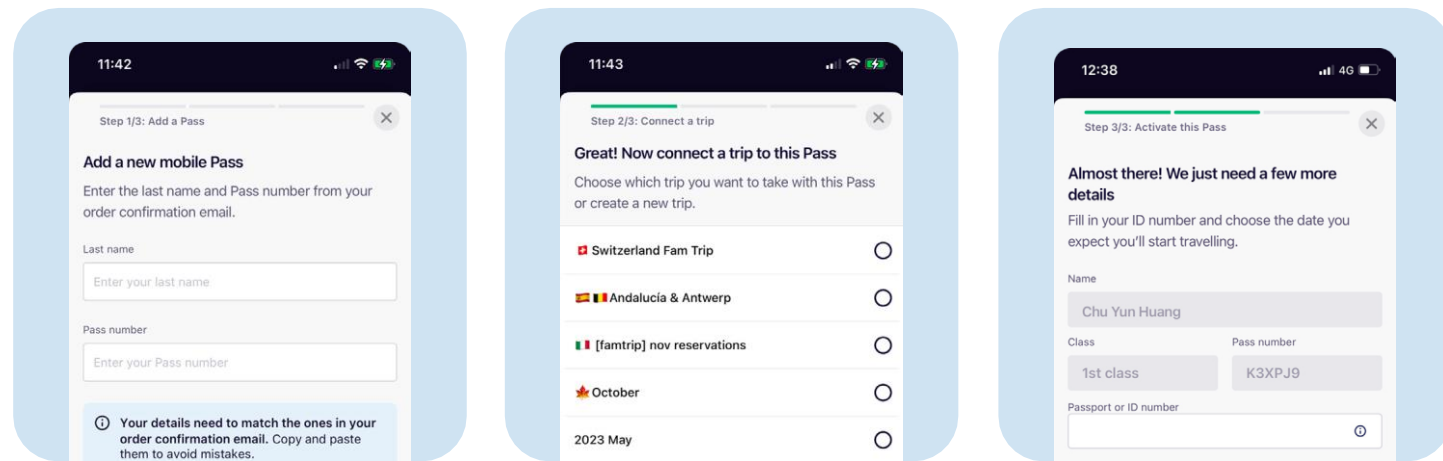 11:42
Step 1/3: Add a Pass
Add a new mobile Pass
Enter the last name and Pass number from your
order confirmation email.
Last name
Enter your last name
Pass number
Enter your Pass number
Your details need to match the ones in your
order confirmation email. Copy and paste
them to avoid mistakes.
11:43
Step 2/3: Connect a trip
Great! Now connect a trip to this Pass
Choose which trip you want to take with this Pass
or create a new trip.
🇨🇭 Switzerland Fam Trip
🇪🇸 🇧🇪 Andalucía & Antwerp
🇮🇹 [famtrip] nov reservations
🍁 October
2023 May
12:38
4G
Step 3/3: Activate this Pass
Almost there! We just need a few more
details
Fill in your ID number and choose the date you
expect you’ll start travelling.
Name
Chu Yun Huang
Class
Pass number
1st class
K3XPJ9
Passport or ID number